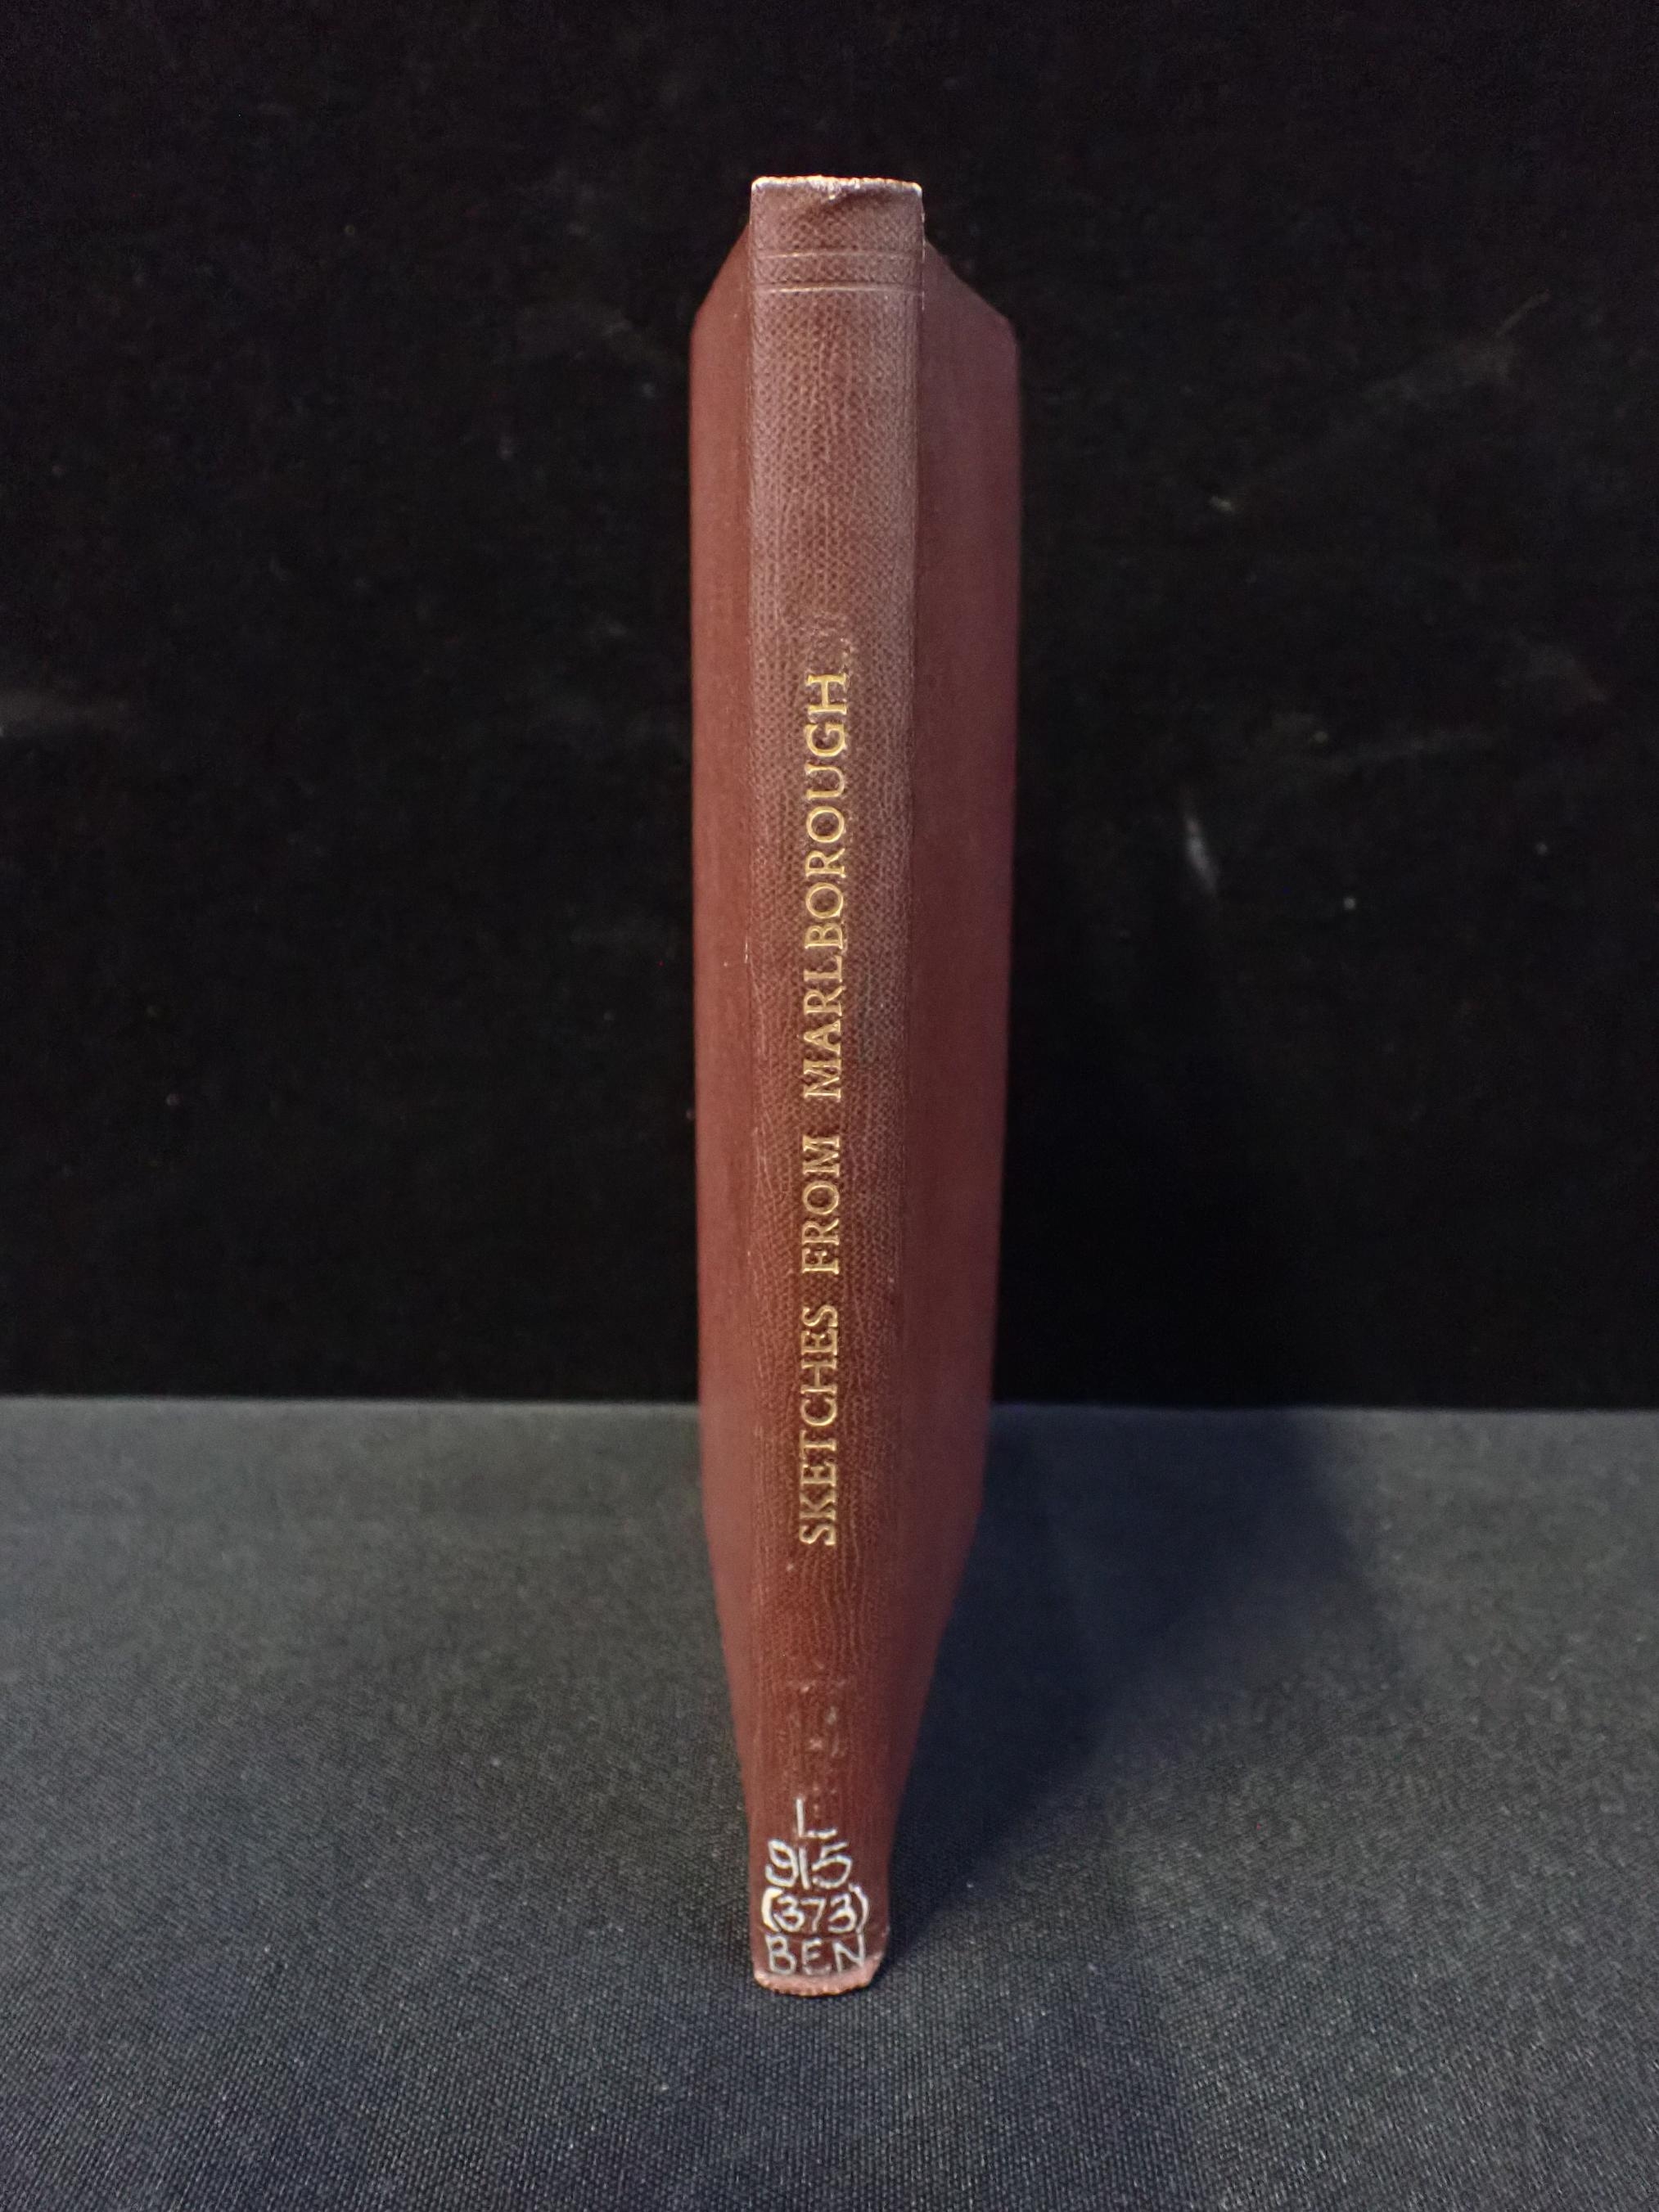 SKETCHES FROM MARLBOROUGH
L
915
(373)
BEN